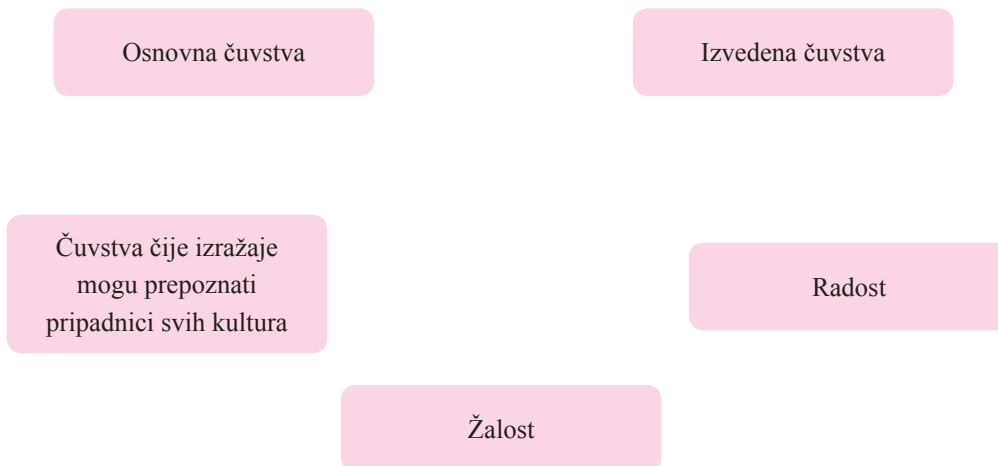 Osnovna čuvstva
Izvedena čuvstva
Čuvstva čije izražaje
mogu prepoznati
pripadnici svih kultura
Radost
Žalost